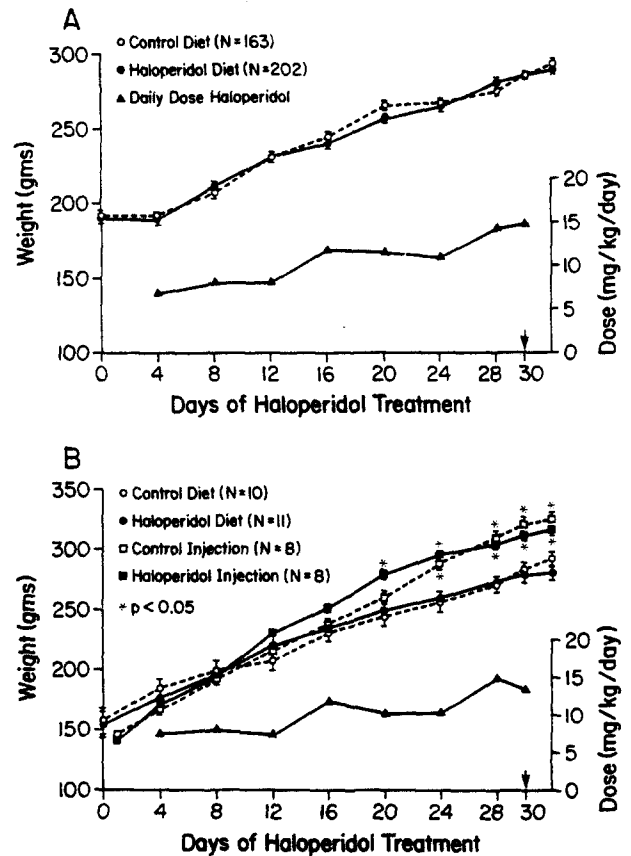 A
Control Diet (N=163)
Haloperidol Diet (N=202)
Daily Dose Haloperidol
300
250
200
150
100
Weight (gms)
20
15
10
5
0
Dose (mg/kg/day)
0 4 8 12 16 20 24 28 30
Days of Haloperidol Treatment
B
Control Diet (N=10)
Haloperidol Diet (N=11)
Control Injection (N=8)
Haloperidol Injection (N=8)
* p<0.05
350
300
250
200
150
100
Weight (gms)
20
15
10
5
0
Dose (mg/kg/day)
0 4 8 12 16 20 24 28 30
Days of Haloperidol Treatment